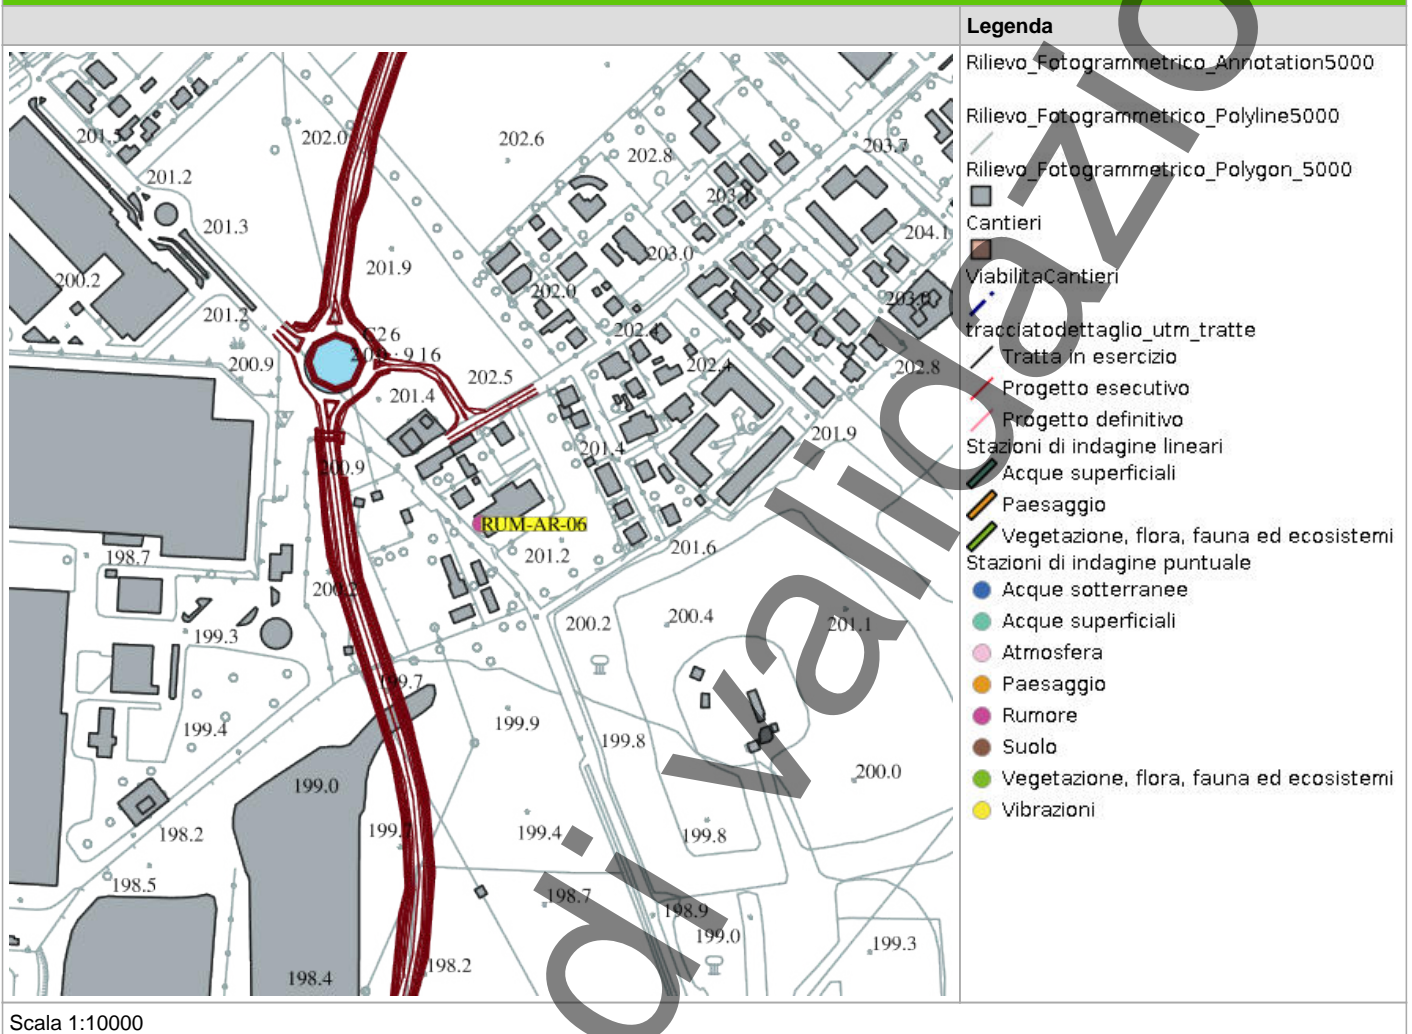 Legenda
Rilievo_Fotogrammetrico_Annotation5000
Rilievo_Fotogrammetrico_Polyline5000
Rilievo_Fotogrammetrico_Polygon_5000
Cantieri
ViabilitaCantieri
tracciatodettaglio_utm_tratte
Tratta in esercizio
Progetto esecutivo
Progetto definitivo
Stazioni di indagine lineari
Acque superficiali
Paesaggio
Vegetazione, flora, fauna ed ecosistemi
Stazioni di indagine puntuale
Acque sotterranee
Acque superficiali
Atmosfera
Paesaggio
Rumore
Suolo
Vegetazione, flora, fauna ed ecosistemi
Vibrazioni
202.0
202.6
202.8
203.7
201.2
201.3
204.1
203.0
201.9
200.2
202.0
201.2
202.4
200.9
202.4
202.8
202.5
201.4
201.9
201.4
200.9
RUM-AR-06
198.7
201.2
201.6
200.2
200.4
201.1
199.3
199.7
199.4
199.9
199.8
200.0
199.0
198.2
199.4
199.8
198.5
198.7
198.9
199.0
199.3
198.4
198.2
Scala 1:10000
di validazio